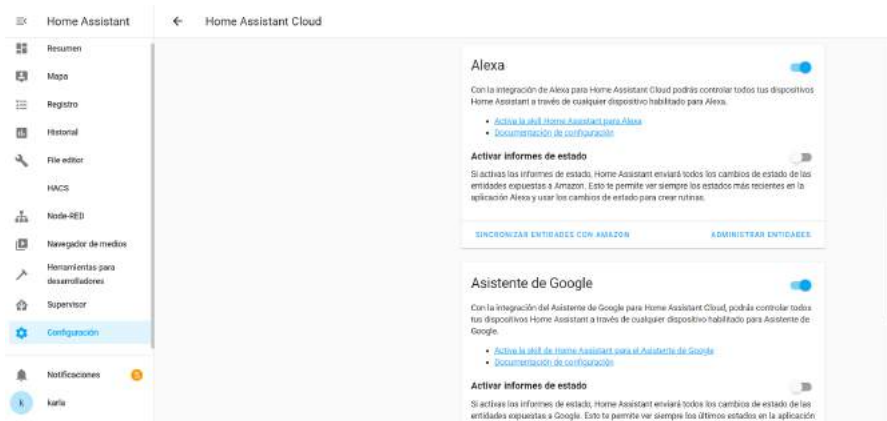 Home Assistant
Home Assistant Cloud
Resumen
Mapa
Registro
Historial
File editor
HACS
Node-RED
Navegador de medios
Herramientas para
desarrolladores
Supervisor
Configuración
Notificaciones
karla
Alexa
Con la integración de Alexa para Home Assistant Cloud podrás controlar todos tus dispositivos
Home Assistant a través de cualquier dispositivo habilitado para Alexa.
Activa la skill Home Assistant para Alexa
Documentación de configuración
Activar informes de estado
Si activas los informes de estado, Home Assistant enviará todos los cambios de estado de las
entidades expuestas a Amazon. Esto te permite ver siempre los estados más recientes en la
aplicación Alexa y usar los cambios de estado para crear rutinas.
SINCRONIZAR ENTIDADES CON AMAZON
ADMINISTRAR ENTIDADES
Asistente de Google
Con la integración del Asistente de Google para Home Assistant Cloud, podrás controlar todos
tus dispositivos Home Assistant a través de cualquier dispositivo habilitado para Asistente de
Google.
Activa la skill de Home Assistant para el Asistente de Google
Documentación de configuración
Activar informes de estado
Si activas los informes de estado, Home Assistant enviará todos los cambios de estado de las
entidades expuestas a Google. Esto te permite ver siempre los últimos estados en la aplicación